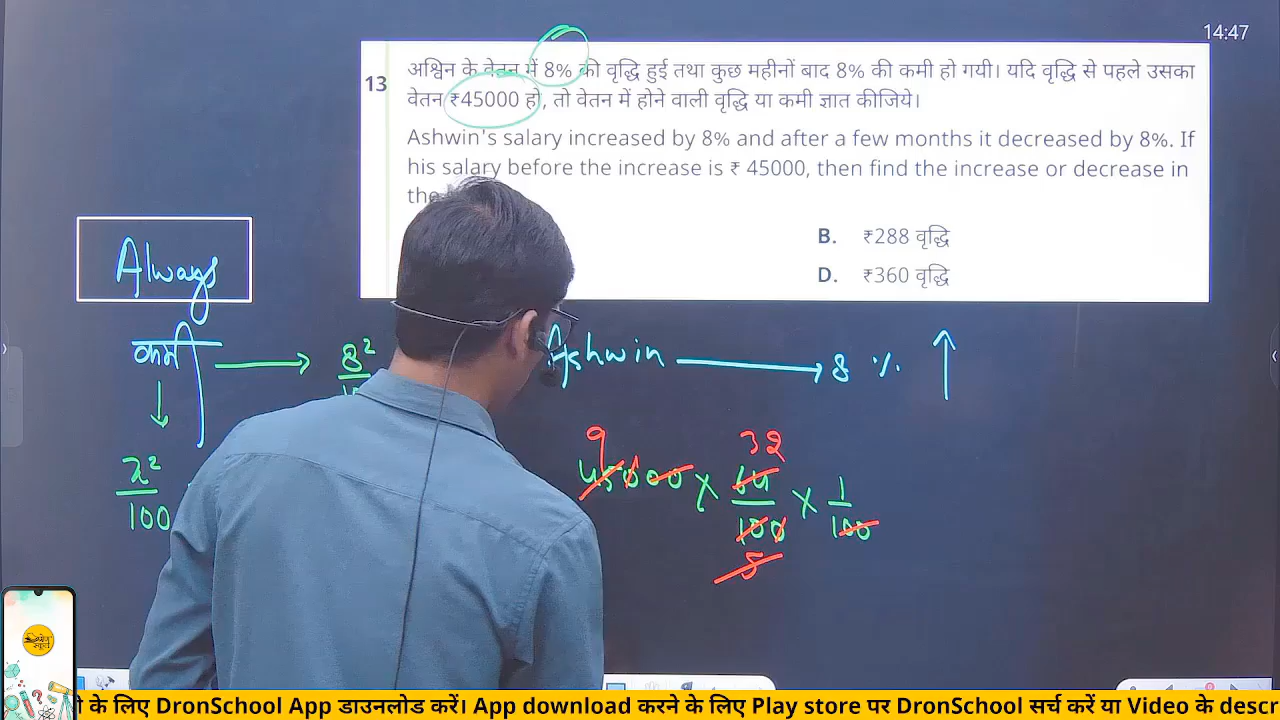 14:47
13
अश्विन के वेतन में 8% की वृद्धि हुई तथा कुछ महीनों बाद 8% की कमी हो गयी। यदि वृद्धि से पहले उसका
वेतन ₹45000 हो, तो वेतन में होने वाली वृद्धि या कमी ज्ञात कीजिये।
Ashwin's salary increased by 8% and after a few months it decreased by 8%. If
his salary before the increase is ₹ 45000, then find the increase or decrease in
the
B. ₹288 वृद्धि
D. ₹360 वृद्धि
Always
कमी
8²
Ashwin 8 % ↑
x²
100
9 32
45000 × 64 × 1
100 100
5
के लिए DronSchool App डाउनलोड करें। App download करने के लिए Play store पर DronSchool सर्च करें या Video के descr